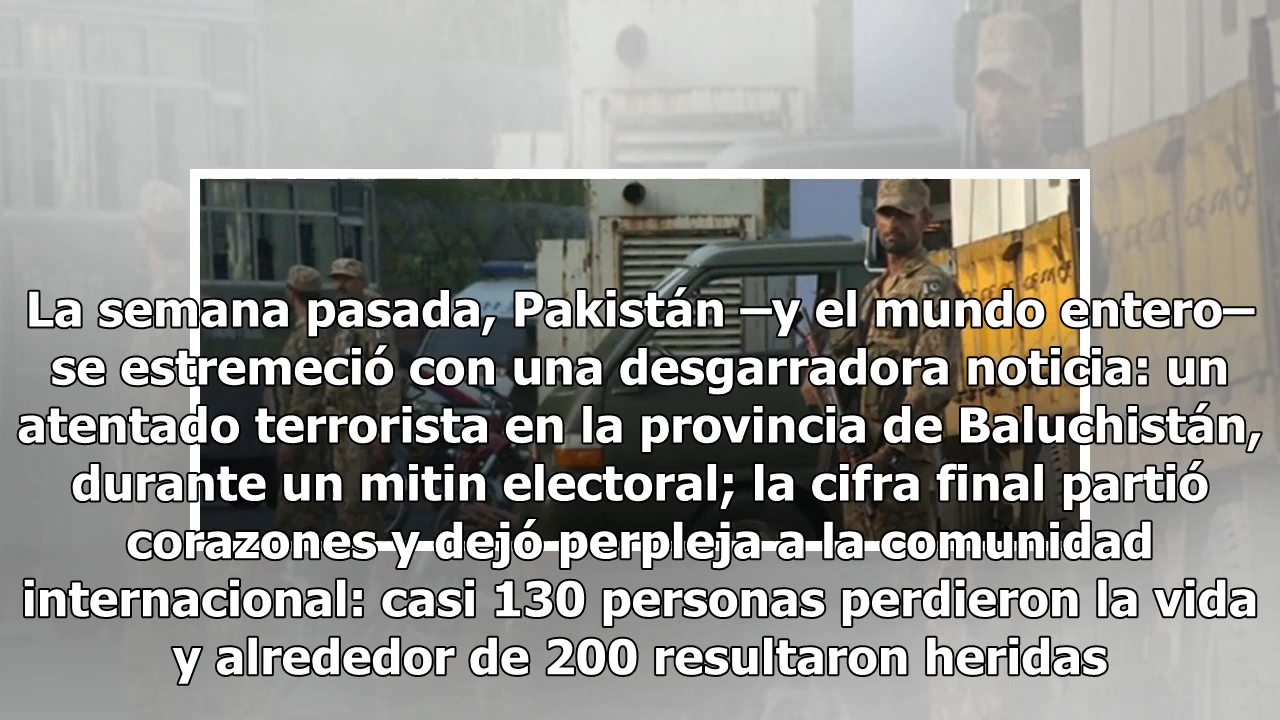 La semana pasada, Pakistán —y el mundo entero—
se estremeció con una desgarradora noticia: un
atentado terrorista en la provincia de Baluchistán,
durante un mitin electoral; la cifra final partió
corazones y dejó perpleja a la comunidad
internacional: casi 130 personas perdieron la vida
y alrededor de 200 resultaron heridas